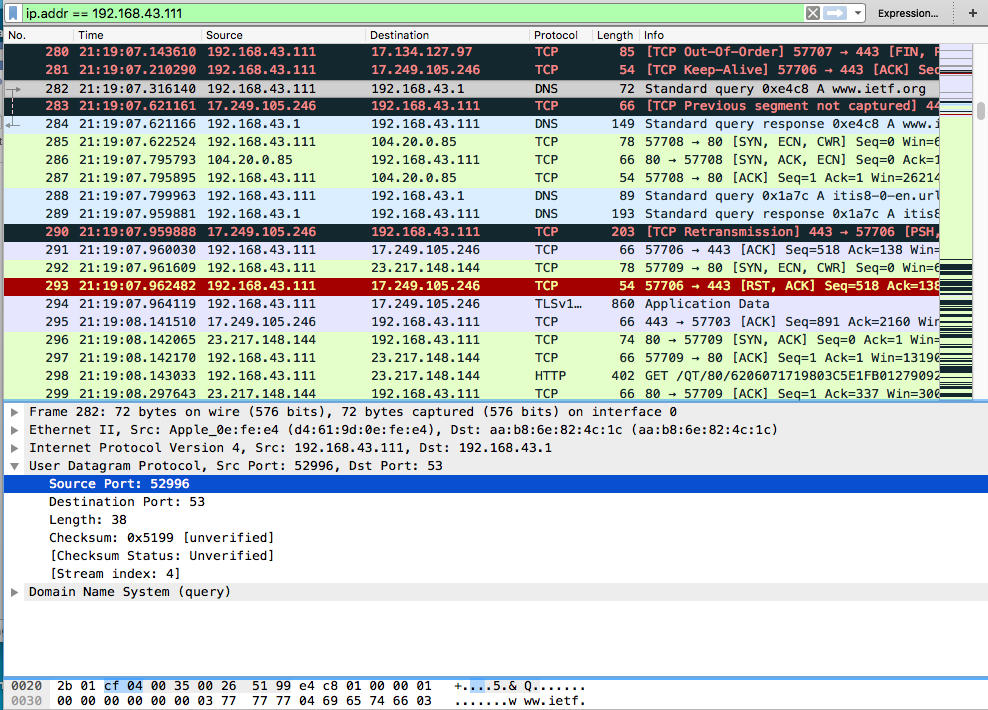 ip.addr == 192.168.43.111 Expression... +
No. Time Source Destination Protocol Length Info
280 21:19:07.143610 192.168.43.111 17.134.127.97 TCP 85 [TCP Out-Of-Order] 57707 → 443 [FIN,
281 21:19:07.210290 192.168.43.111 17.249.105.246 TCP 54 [TCP Keep-Alive] 57706 → 443 [ACK] Seq
282 21:19:07.316140 192.168.43.111 192.168.43.1 DNS 72 Standard query 0xe4c8 A www.ietf.org
283 21:19:07.621161 17.249.105.246 192.168.43.111 TCP 66 [TCP Previous segment not captured] 44
284 21:19:07.621166 192.168.43.1 192.168.43.111 DNS 149 Standard query response 0xe4c8 A www.i
285 21:19:07.622524 192.168.43.111 104.20.0.85 TCP 78 57708 → 80 [SYN, ECN, CWR] Seq=0 Win=6
286 21:19:07.795793 104.20.0.85 192.168.43.111 TCP 66 80 → 57708 [SYN, ACK, ECN] Seq=0 Ack=1
287 21:19:07.795895 192.168.43.111 104.20.0.85 TCP 54 57708 → 80 [ACK] Seq=1 Ack=1 Win=26214
288 21:19:07.799963 192.168.43.111 192.168.43.1 DNS 89 Standard query 0x1a7c A itis8-0-en.url
289 21:19:07.959881 192.168.43.1 192.168.43.111 DNS 193 Standard query response 0x1a7c A itis8
290 21:19:07.959888 17.249.105.246 192.168.43.111 TCP 203 [TCP Retransmission] 443 → 57706 [PSH,
291 21:19:07.960030 192.168.43.111 17.249.105.246 TCP 66 57706 → 443 [ACK] Seq=518 Ack=138 Win=
292 21:19:07.961609 192.168.43.111 23.217.148.144 TCP 78 57709 → 80 [SYN, ECN, CWR] Seq=0 Win=6
293 21:19:07.962482 192.168.43.111 17.249.105.246 TCP 54 57706 → 443 [RST, ACK] Seq=518 Ack=138
294 21:19:07.964119 192.168.43.111 17.249.105.246 TLSv1… 860 Application Data
295 21:19:08.141510 17.249.105.246 192.168.43.111 TCP 66 443 → 57703 [ACK] Seq=891 Ack=2160 Win
296 21:19:08.142065 23.217.148.144 192.168.43.111 TCP 74 80 → 57709 [SYN, ACK] Seq=0 Ack=1 Win=
297 21:19:08.142170 192.168.43.111 23.217.148.144 TCP 66 57709 → 80 [ACK] Seq=1 Ack=1 Win=13190
298 21:19:08.143033 192.168.43.111 23.217.148.144 HTTP 402 GET /QT/80/6206071719803C5E1FB01279092
299 21:19:08.297643 23.217.148.144 192.168.43.111 TCP 66 80 → 57709 [ACK] Seq=1 Ack=337 Win=300
Frame 282: 72 bytes on wire (576 bits), 72 bytes captured (576 bits) on interface 0
Ethernet II, Src: Apple_0e:fe:e4 (d4:61:9d:0e:fe:e4), Dst: aa:b8:6e:82:4c:1c (aa:b8:6e:82:4c:1c)
Internet Protocol Version 4, Src: 192.168.43.111, Dst: 192.168.43.1
User Datagram Protocol, Src Port: 52996, Dst Port: 53
Source Port: 52996
Destination Port: 53
Length: 38
Checksum: 0x5199 [unverified]
[Checksum Status: Unverified]
[Stream index: 4]
Domain Name System (query)
0020 2b 01 cf 04 00 35 00 26 51 99 e4 c8 01 00 00 01 +....5.& Q.......
0030 00 00 00 00 00 00 03 77 77 77 04 69 65 74 66 03 .......w ww.ietf.